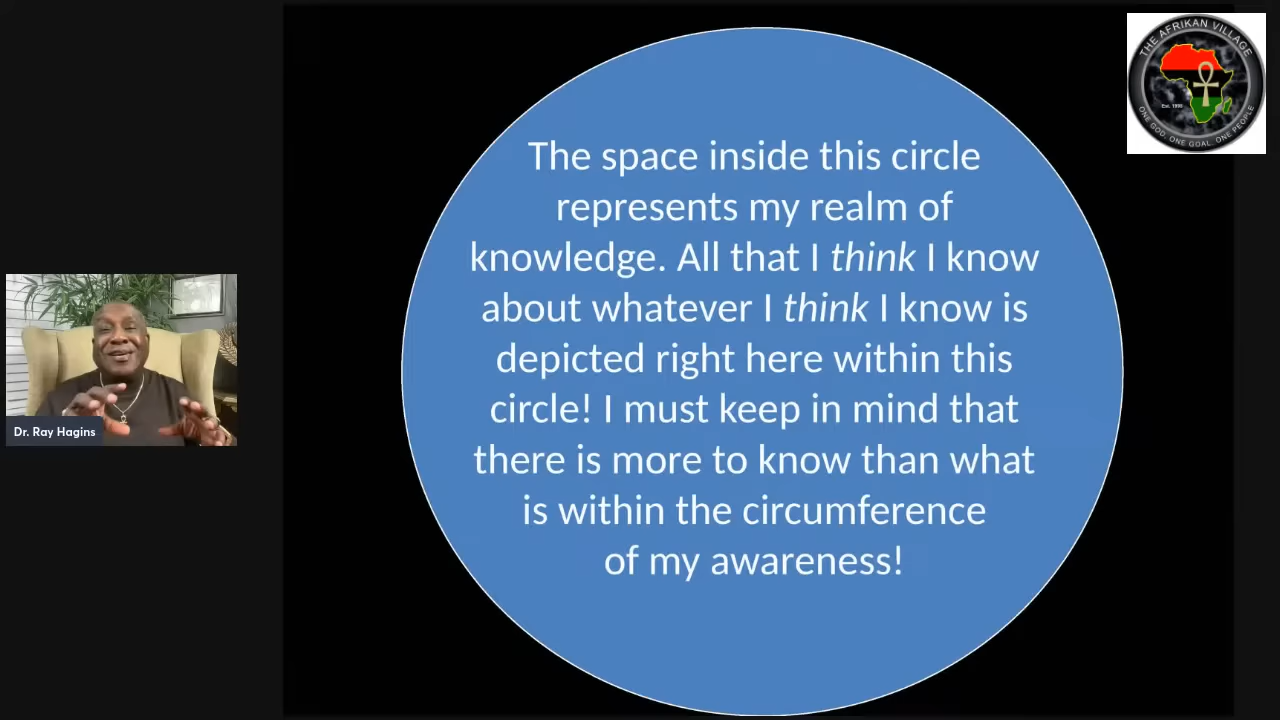 The space inside this circle
represents my realm of
knowledge. All that I think I know
about whatever I think I know is
depicted right here within this
circle! I must keep in mind that
there is more to know than what
is within the circumference
of my awareness!
THE AFRIKAN VILLAGE
Est. 1996
ONE GOD, ONE GOAL, ONE PEOPLE
Dr. Ray Hagins